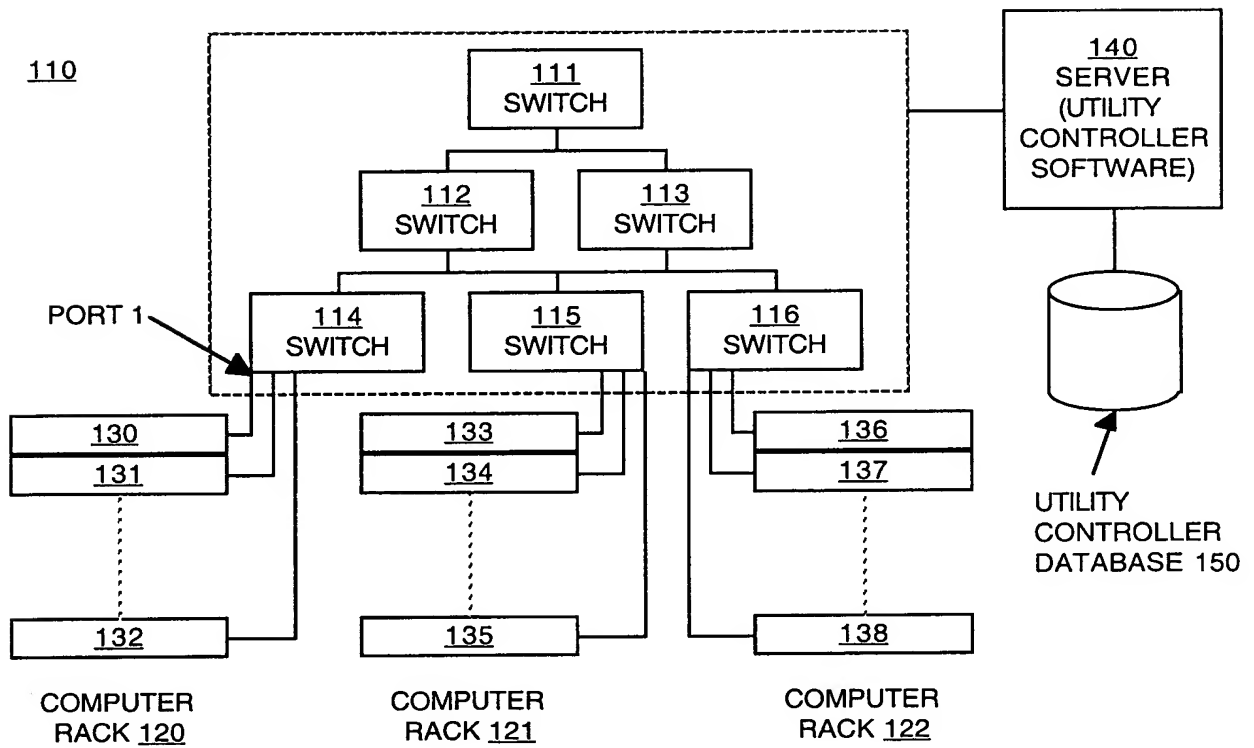 110
111
SWITCH
112
SWITCH
113
SWITCH
114
SWITCH
115
SWITCH
116
SWITCH
PORT 1
140
SERVER
(UTILITY
CONTROLLER
SOFTWARE)
130
131
132
133
134
135
136
137
138
UTILITY
CONTROLLER
DATABASE 150
COMPUTER
RACK 120
COMPUTER
RACK 121
COMPUTER
RACK 122